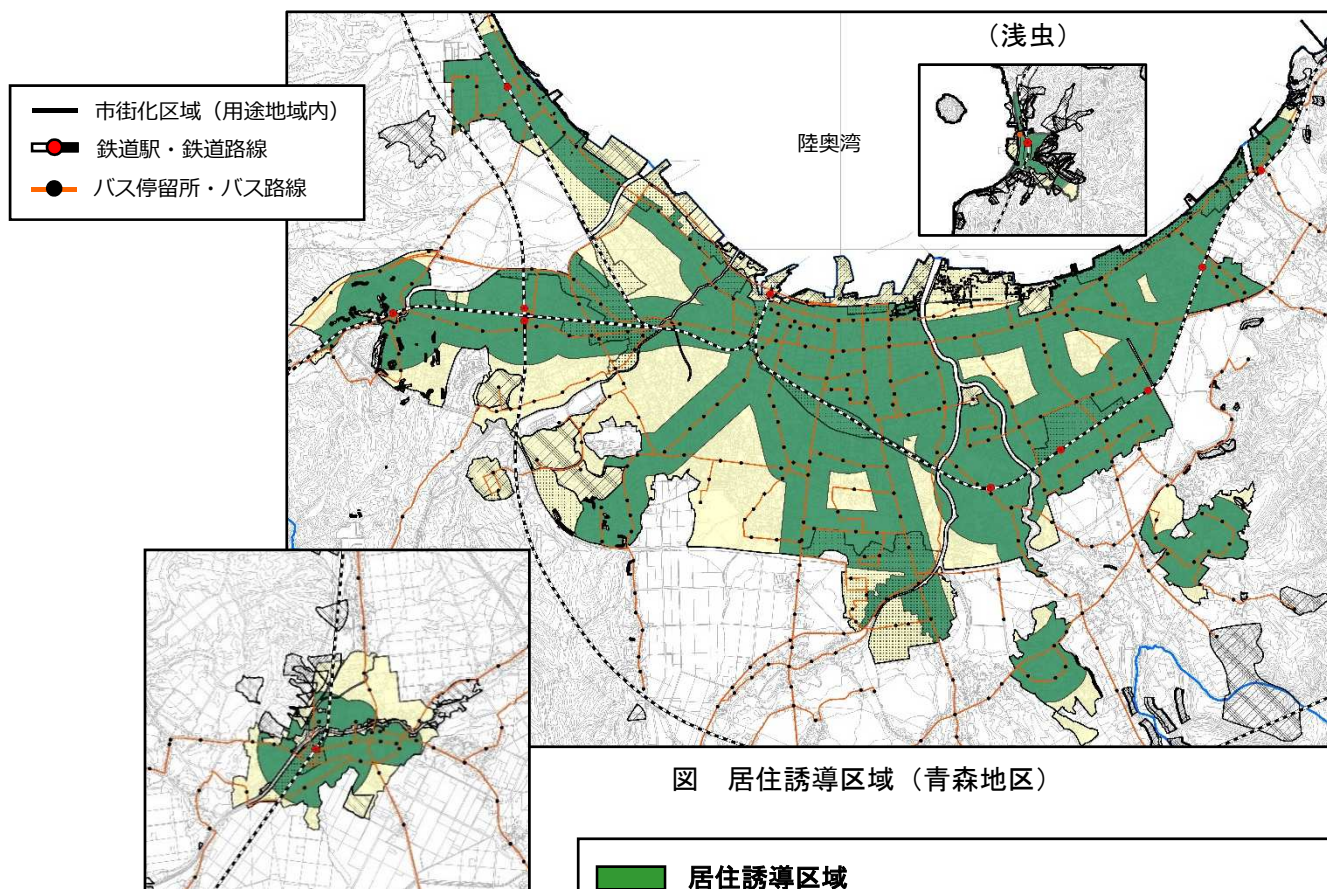 （浅虫）
市街化区域（用途地域内）
鉄道駅・鉄道路線
バス停留所・バス路線
陸奥湾
図　居住誘導区域（青森地区）
居住誘導区域